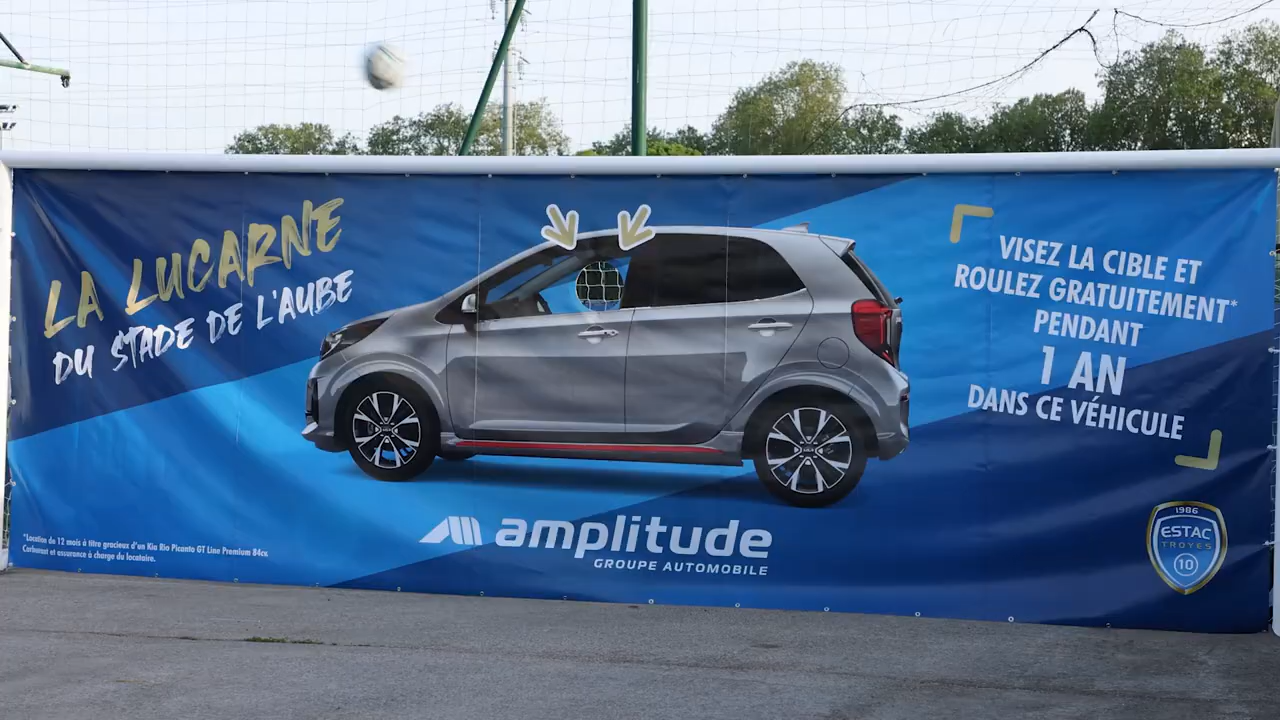 LA LUCARNE
DU STADE DE L'AUBE
VISEZ LA CIBLE ET
ROULEZ GRATUITEMENT*
PENDANT
1 AN
DANS CE VÉHICULE
*Location de 12 mois à titre gracieux d'un Kia Rio Picanto GT Line Premium 84cv.
Carburant et assurance à charge du locataire.
amplitude
GROUPE AUTOMOBILE
1986
ESTAC
TROYES
10